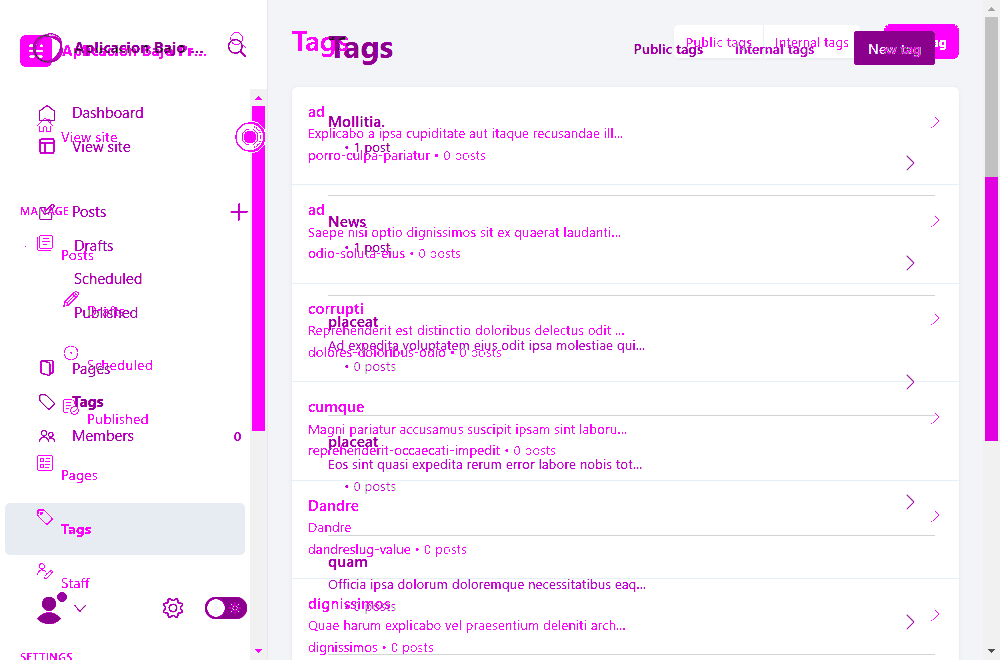 Aplicacion Bajo ...
Aplicacion Bajo Pr...
Dashboard
View site
View site
MANAGE
Posts
Drafts
Posts
Scheduled
Published
Drafts
Pages
Scheduled
Tags
Published
Members 0
Pages
Tags
Staff
SETTINGS
Tags
Tags
Public tags Internal tags
Public tags Internal tags
New tag
ad
Mollitia.
Explicabo a ipsa cupiditate aut itaque recusandae ill...
• 1 post
porro-culpa-pariatur • 0 posts
ad
News
Saepe nisi optio dignissimos sit ex quaerat laudanti...
• 1 post
odio-soluta-eius • 0 posts
corrupti
placeat
Reprehenderit est distinctio doloribus delectus odit ...
Ad expedita voluptatem eius odit ipsa molestiae qui...
dolores-doloribus-odio • 0 posts
• 0 posts
cumque
Magni pariatur accusamus suscipit ipsam sint laboru...
placeat
reprehenderit-occaecati-impedit • 0 posts
Eos sint quasi expedita rerum error labore nobis tot...
• 0 posts
Dandre
Dandre
dandreslug-value • 0 posts
quam
Officia ipsa dolorum doloremque necessitatibus eaq...
dignissimos
• 0 posts
Quae harum explicabo vel praesentium deleniti arch...
dignissimos • 0 posts